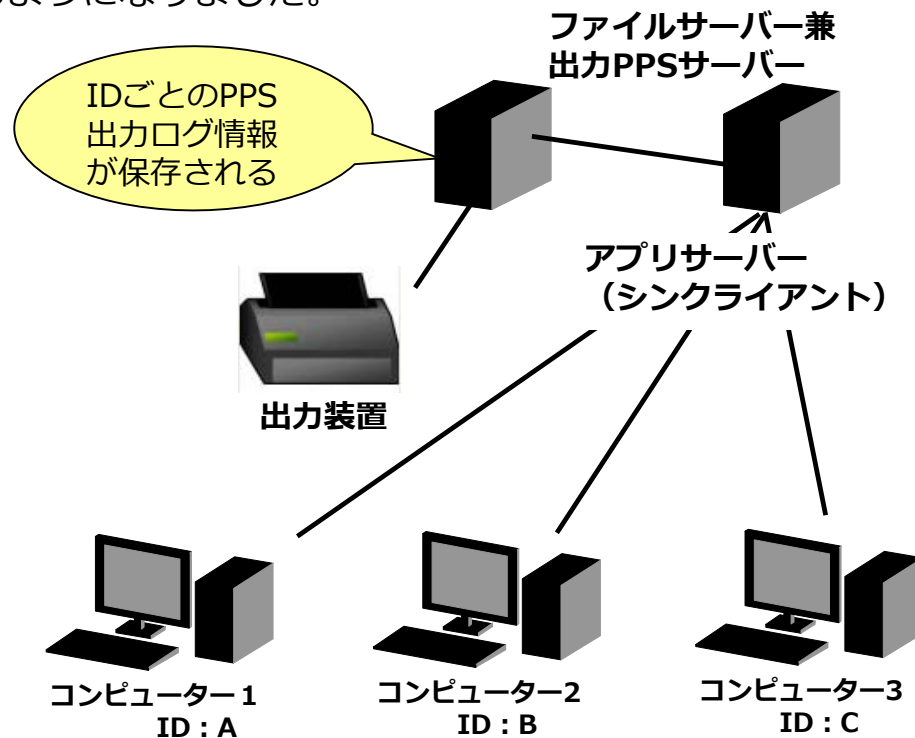 のようになりました。
ファイルサーバー兼
出力PPSサーバー
IDごとのPPS
出力ログ情報
が保存される
アプリサーバー
（シンクライアント）
出力装置
コンピューター１
ID：A
コンピューター2
ID：B
コンピューター3
ID：C